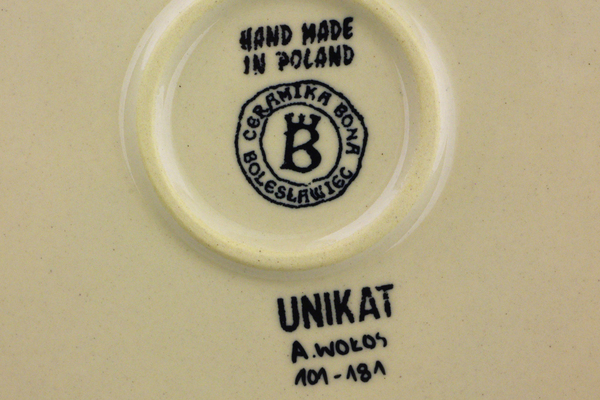 HAND MADE
IN POLAND
CERAMIKA BONA
B
BOLESŁAWIEC
UNIKAT
A.WOŁOS
101-181